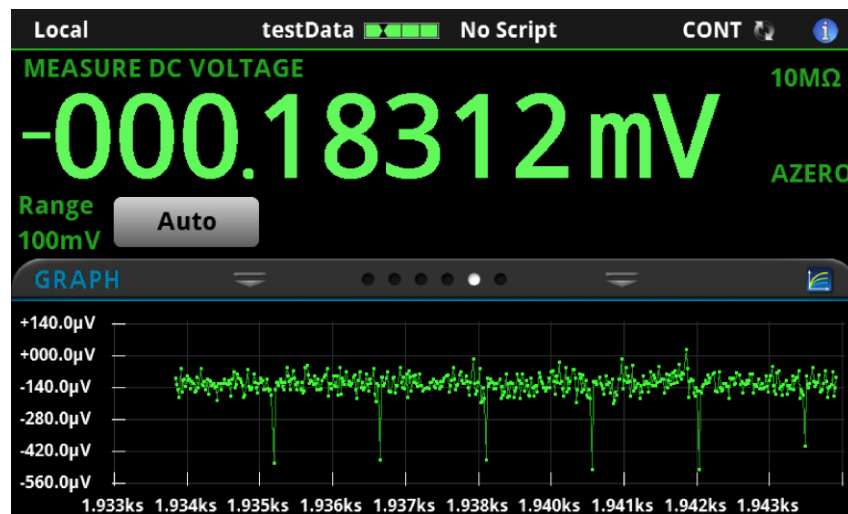 Local testData No Script CONT
MEASURE DC VOLTAGE
10MΩ
-000.18312 mV
AZERO
Range
100mV
Auto
GRAPH
+140.0µV
+000.0µV
-140.0µV
-280.0µV
-420.0µV
-560.0µV
1.933ks 1.934ks 1.935ks 1.936ks 1.937ks 1.938ks 1.940ks 1.941ks 1.942ks 1.943ks